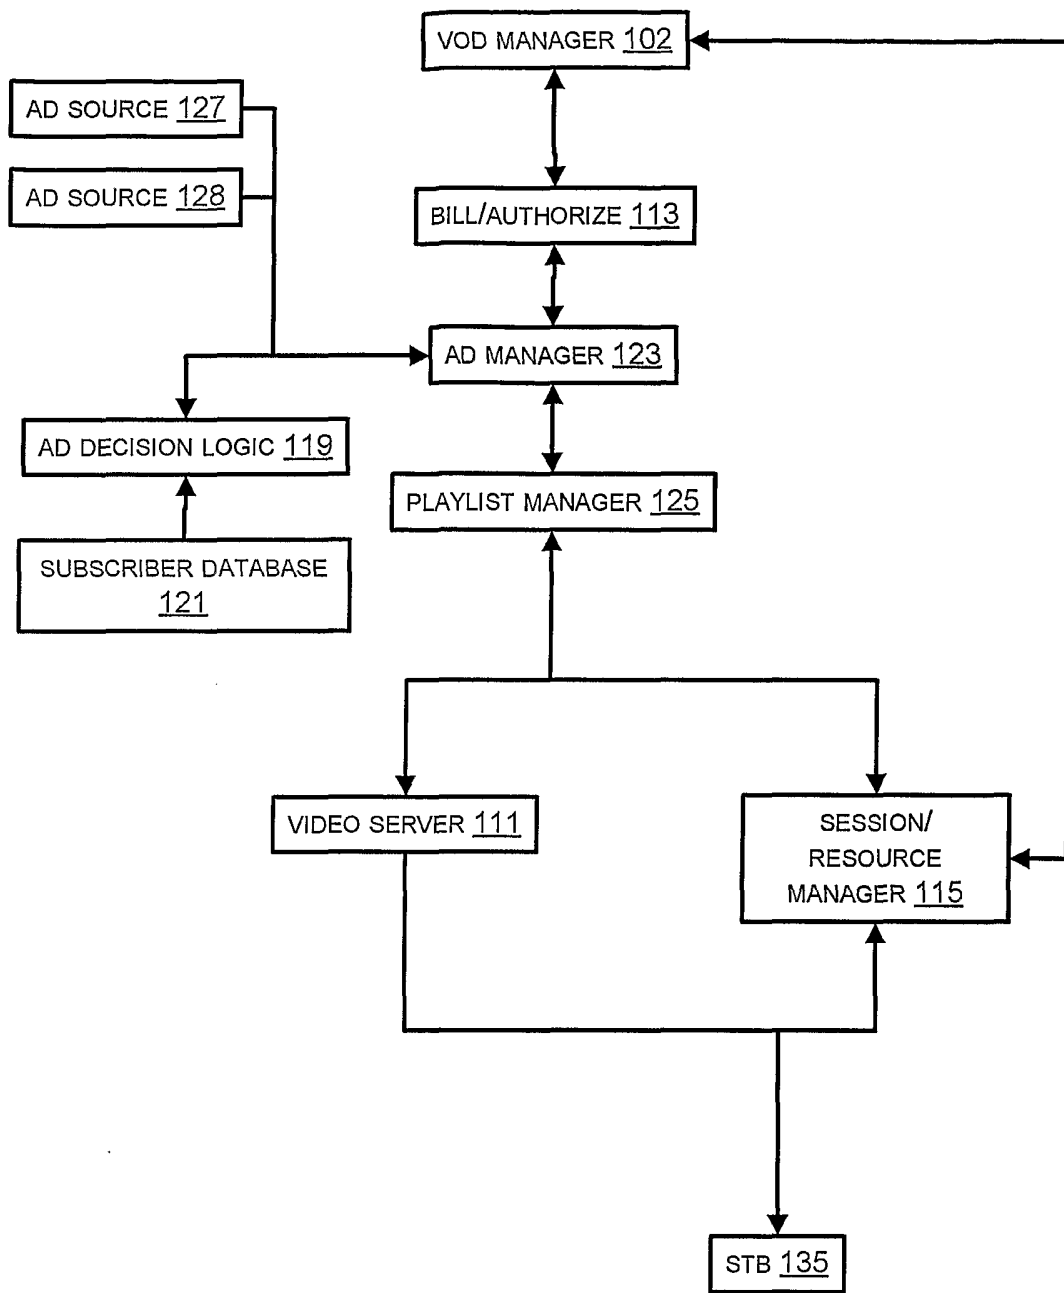 VOD MANAGER 102
AD SOURCE 127
AD SOURCE 128
BILL/AUTHORIZE 113
AD MANAGER 123
AD DECISION LOGIC 119
PLAYLIST MANAGER 125
SUBSCRIBER DATABASE
121
VIDEO SERVER 111
SESSION/
RESOURCE
MANAGER 115
STB 135